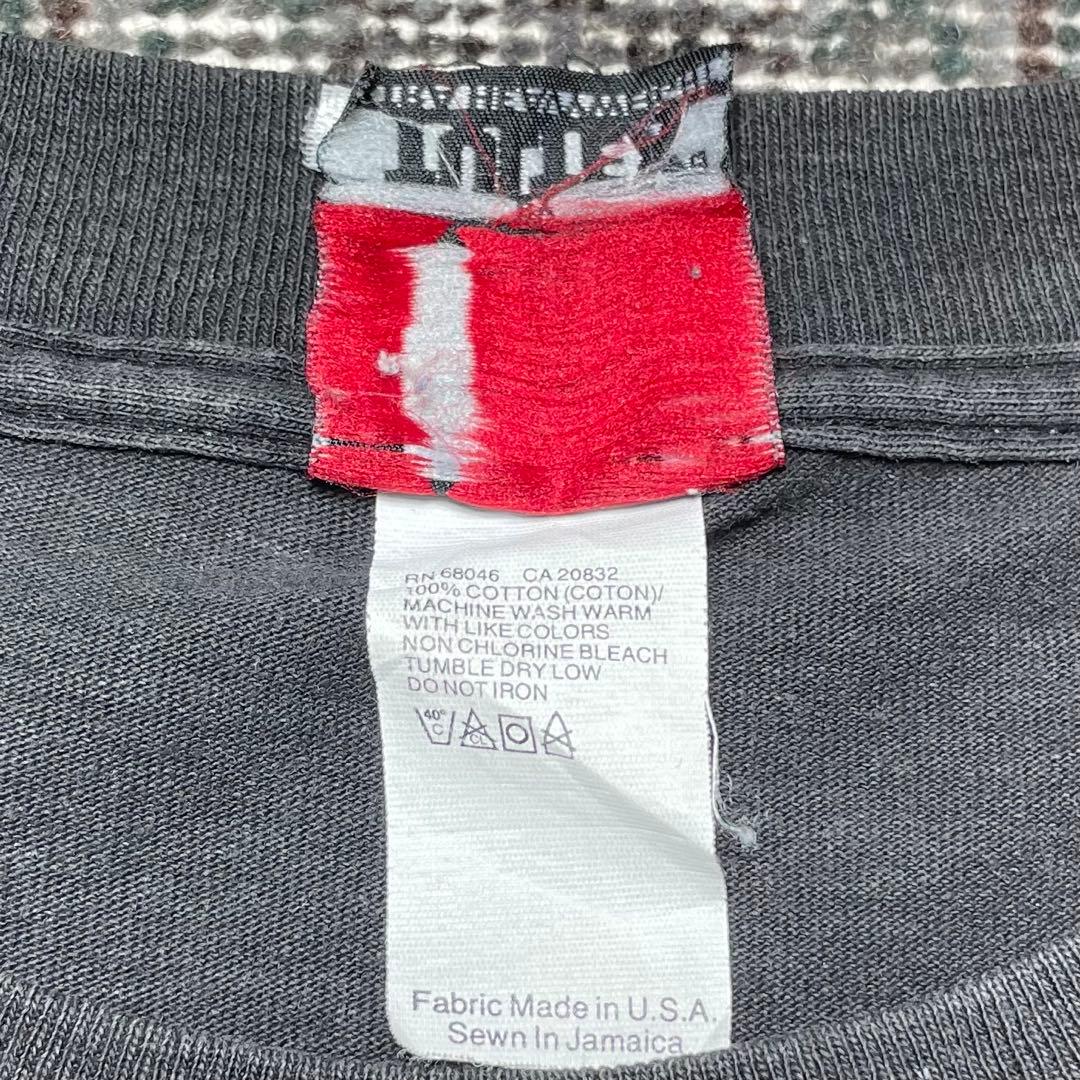 RN 68046 CA 20832
100% COTTON (COTON)/
MACHINE WASH WARM
WITH LIKE COLORS
NON CHLORINE BLEACH
TUMBLE DRY LOW
DO NOT IRON
40°
C
CL
Fabric Made in U.S.A.
Sewn In Jamaica